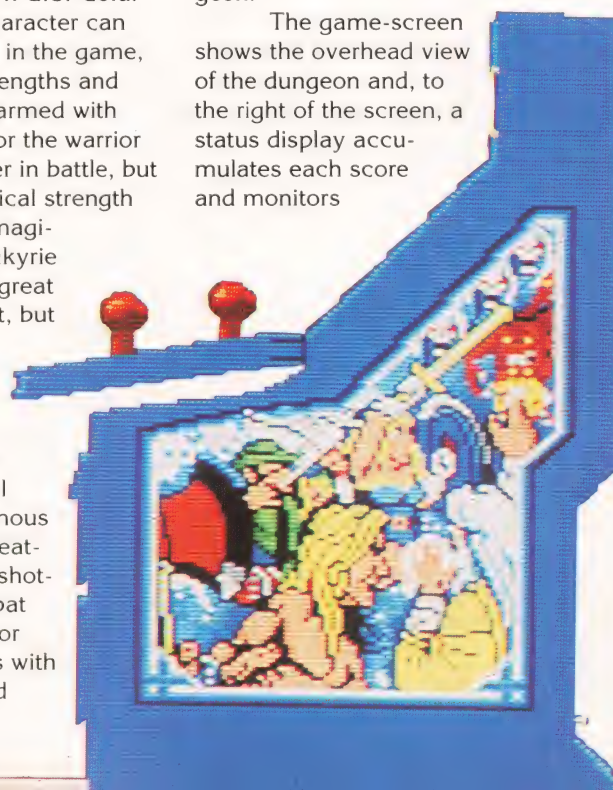 aracter can
in the game,
engths and
armed with
or the warrior
er in battle, but
ical strength
nagi-
kyrie
great
t, but
l
nous
eat-
shot-
oat
or
s with
d
The game-screen
shows the overhead view
of the dungeon and, to
the right of the screen, a
status display accu-
mulates each score
and monitors